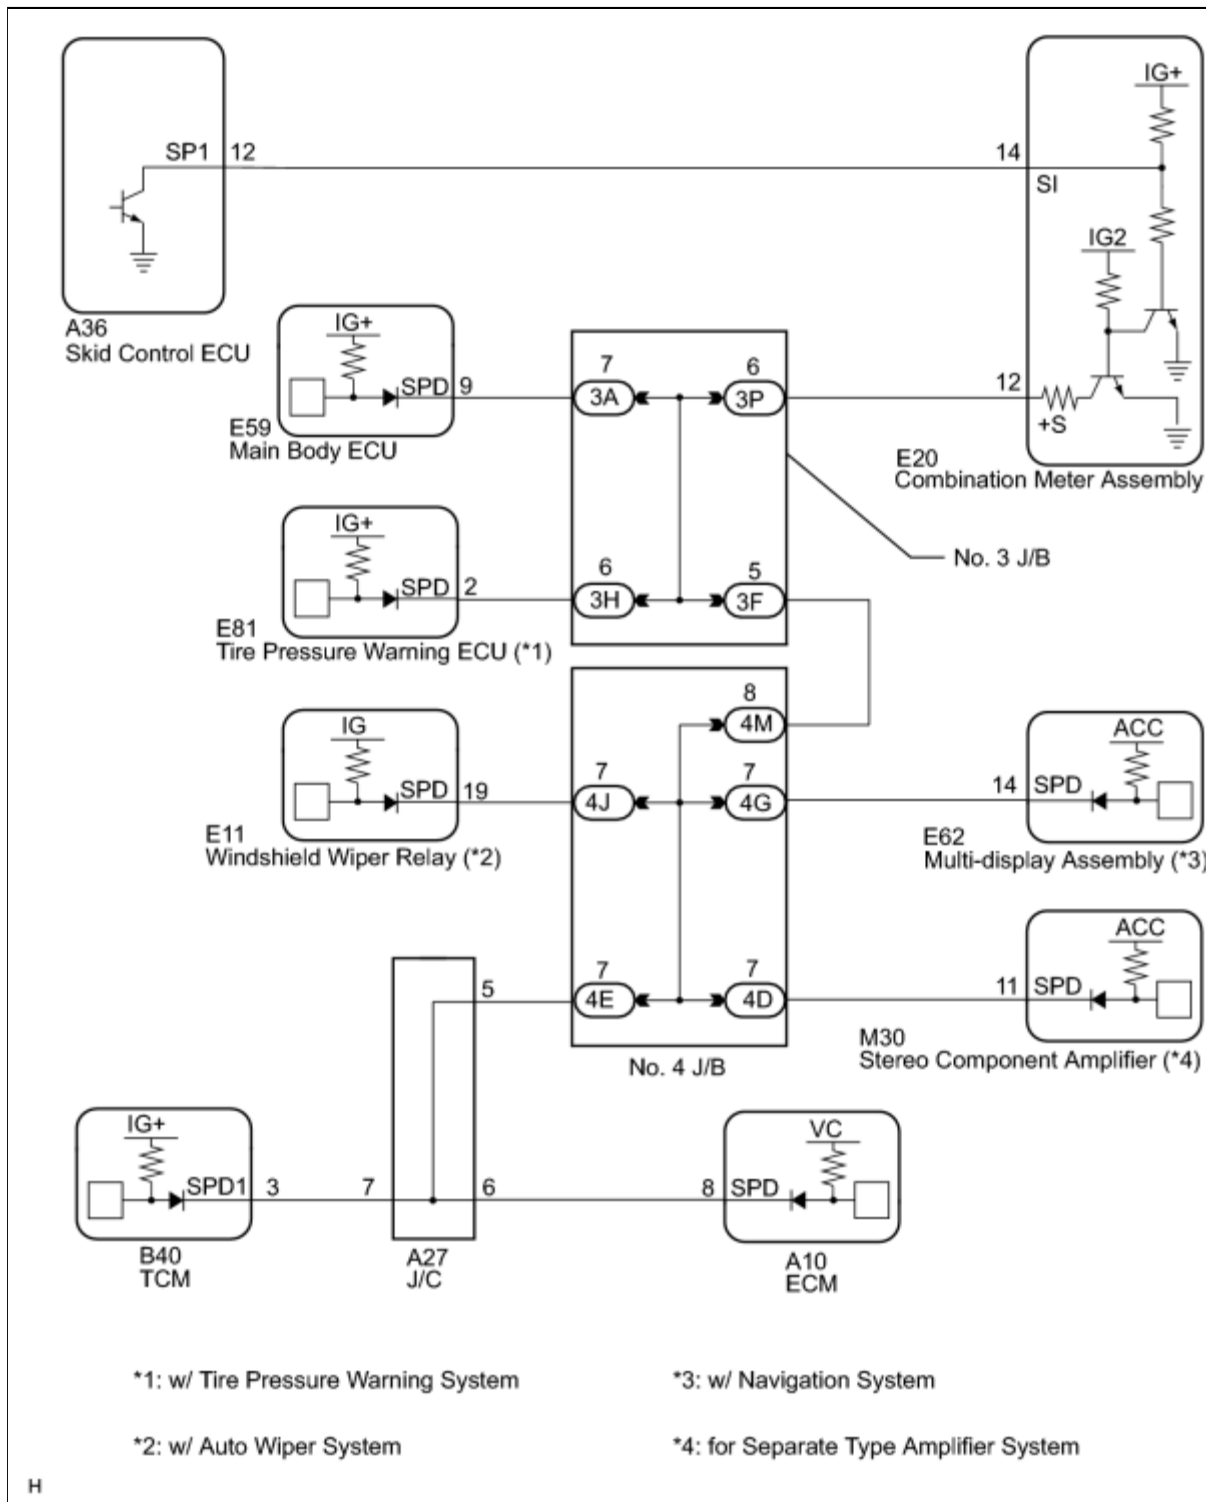 IG+
SP1 12
14
SI
IG2
A36
Skid Control ECU
IG+
SPD 9
E59
Main Body ECU
7
3A
6
3P
12
+S
E20
Combination Meter Assembly
IG+
SPD 2
E81
Tire Pressure Warning ECU (*1)
6
3H
5
3F
No. 3 J/B
IG
SPD 19
E11
Windshield Wiper Relay (*2)
8
4M
7
4J
7
4G
ACC
14 SPD
E62
Multi-display Assembly (*3)
7
4E
7
4D
No. 4 J/B
ACC
11 SPD
M30
Stereo Component Amplifier (*4)
5
IG+
SPD1 3
B40
TCM
7
6
A27
J/C
VC
8 SPD
A10
ECM
*1: w/ Tire Pressure Warning System
*3: w/ Navigation System
*2: w/ Auto Wiper System
*4: for Separate Type Amplifier System
H